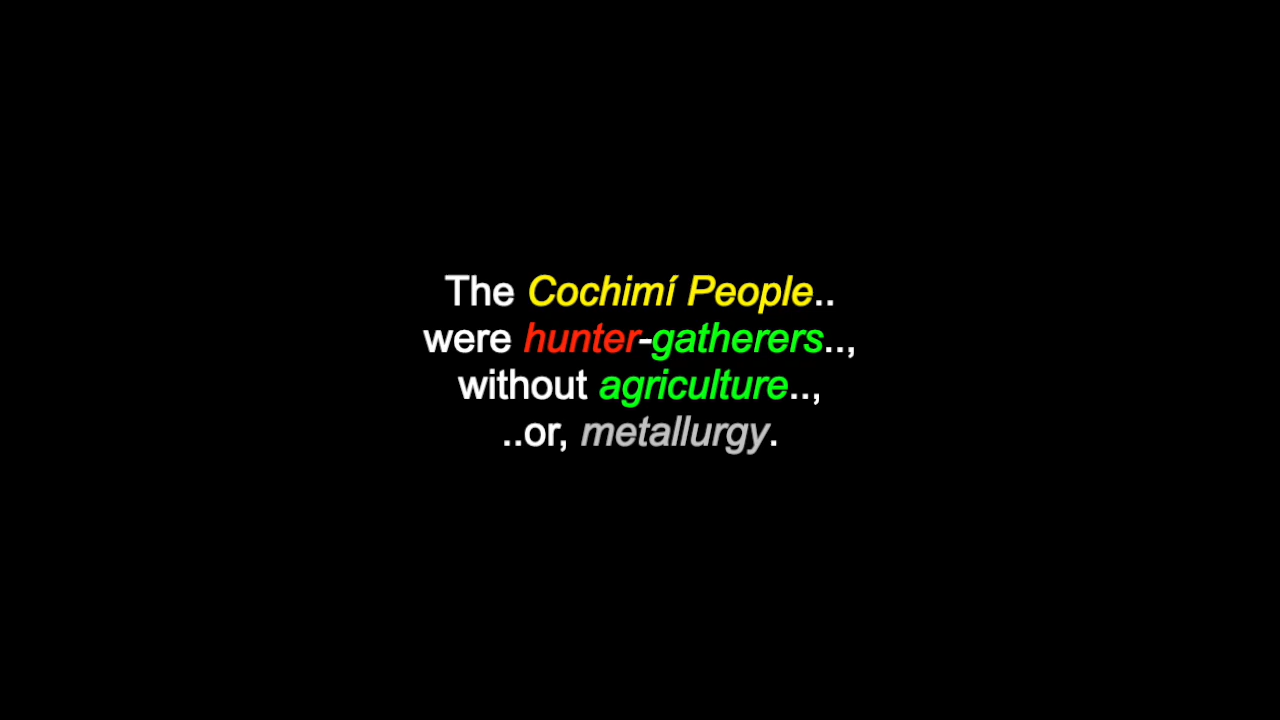 The Cochimí People..
were hunter-gatherers..,
without agriculture..,
..or, metallurgy.